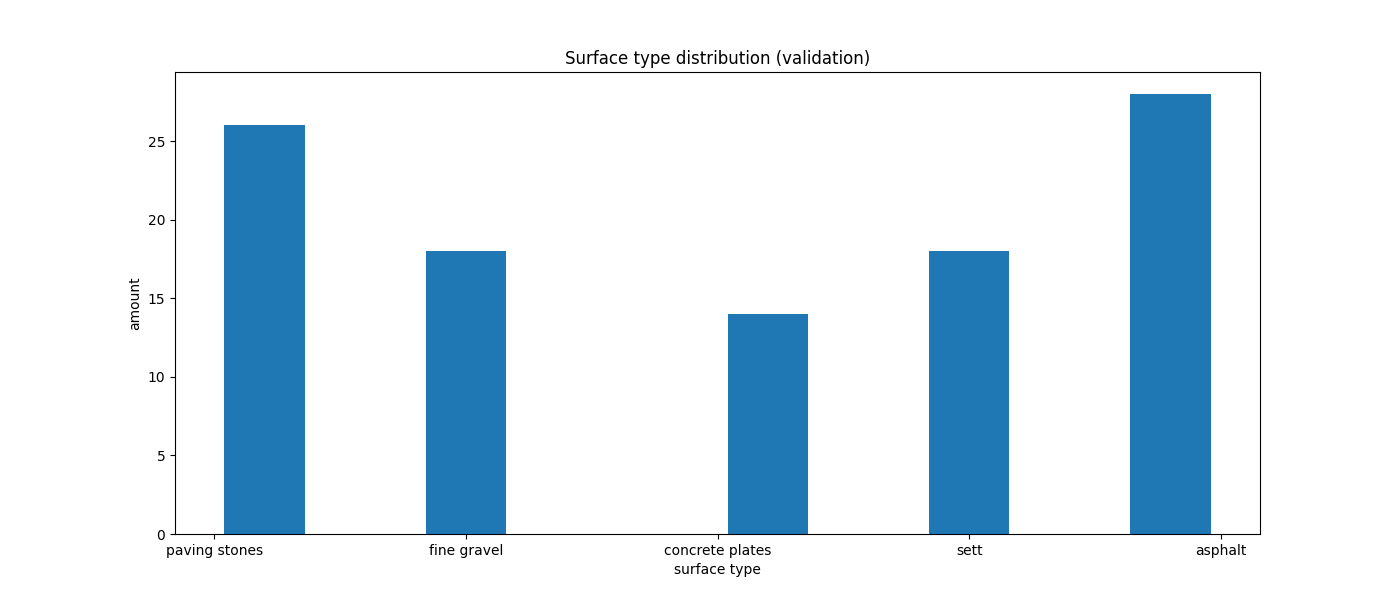 Surface type distribution (validation)
amount
25
20
15
10
5
0
paving stones fine gravel concrete plates sett asphalt
surface type